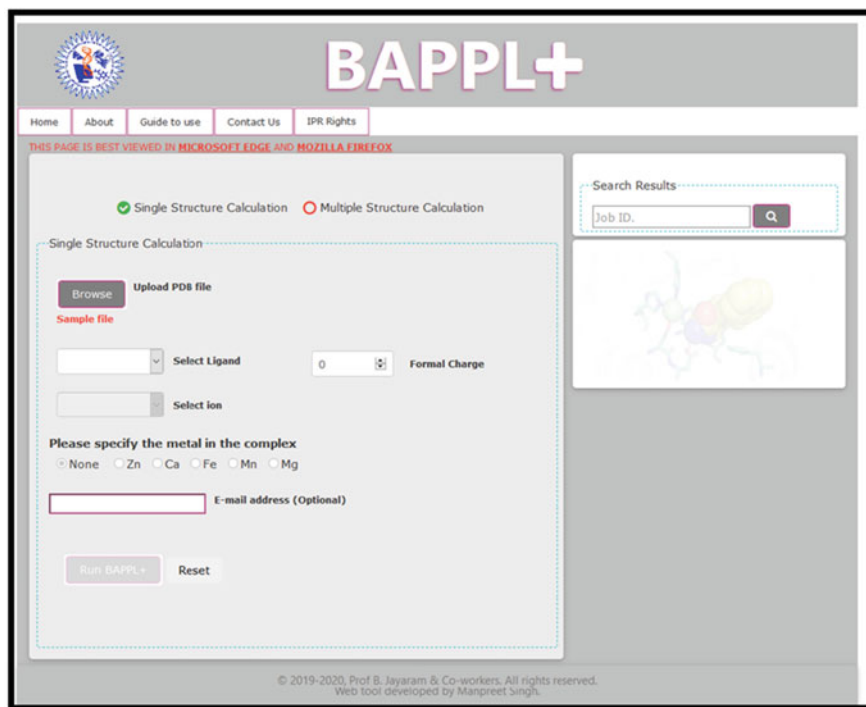 BAPPL+
Home About Guide to use Contact Us IPR Rights
THIS PAGE IS BEST VIEWED IN MICROSOFT EDGE AND MOZILLA FIREFOX
Single Structure Calculation Multiple Structure Calculation
Single Structure Calculation
Browse Upload PDB file
Sample file
Select Ligand 0 Formal Charge
Select ion
Please specify the metal in the complex
None Zn Ca Fe Mn Mg
E-mail address (Optional)
Run BAPPL+ Reset
Search Results
Job ID.
© 2019-2020, Prof B. Jayaram & Co-workers. All rights reserved.
Web tool developed by Manpreet Singh.